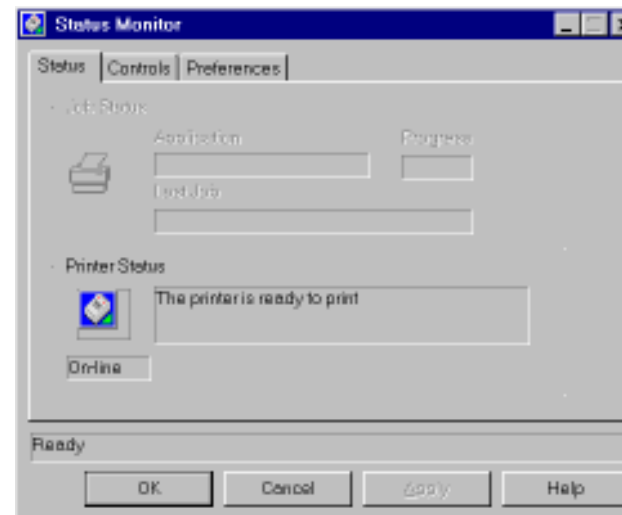 Status Monitor
Status Controls Preferences
Job Status
Application Progress
Last Job
Printer Status
The printer is ready to print
On-line
Ready
OK Cancel Apply Help